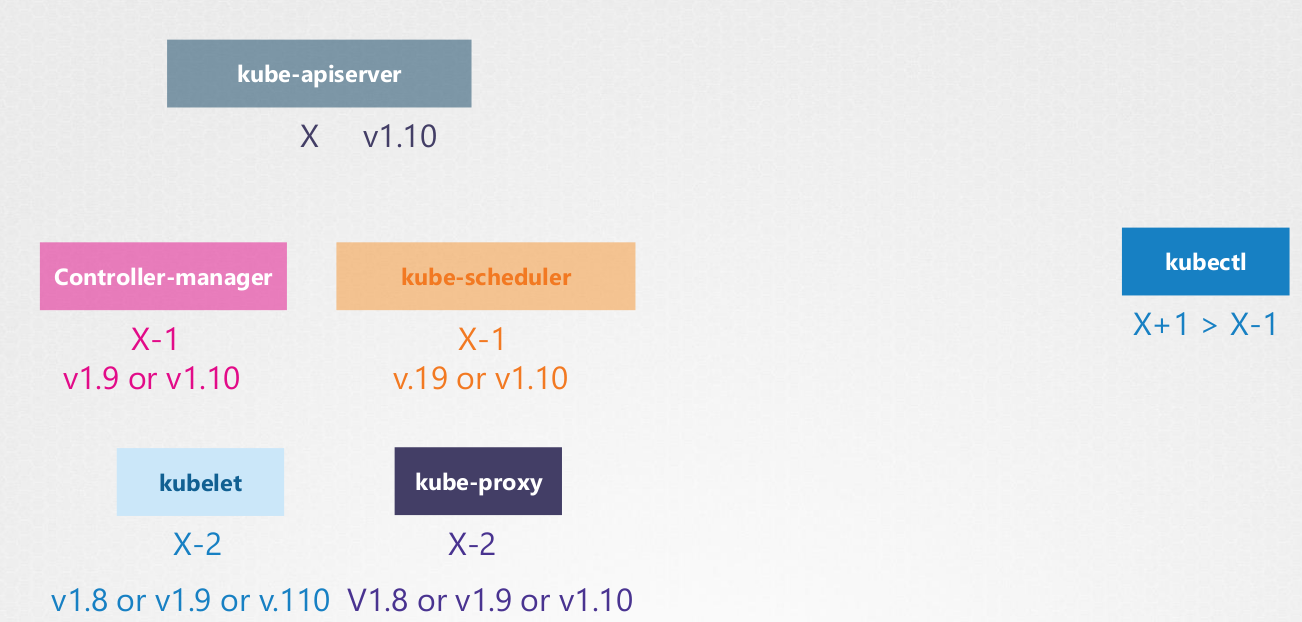 kube-apiserver
X v1.10
Controller-manager
kube-scheduler
kubectl
X-1
X-1
X+1 > X-1
v1.9 or v1.10
v.19 or v1.10
kubelet
kube-proxy
X-2
X-2
v1.8 or v1.9 or v.110
V1.8 or v1.9 or v1.10